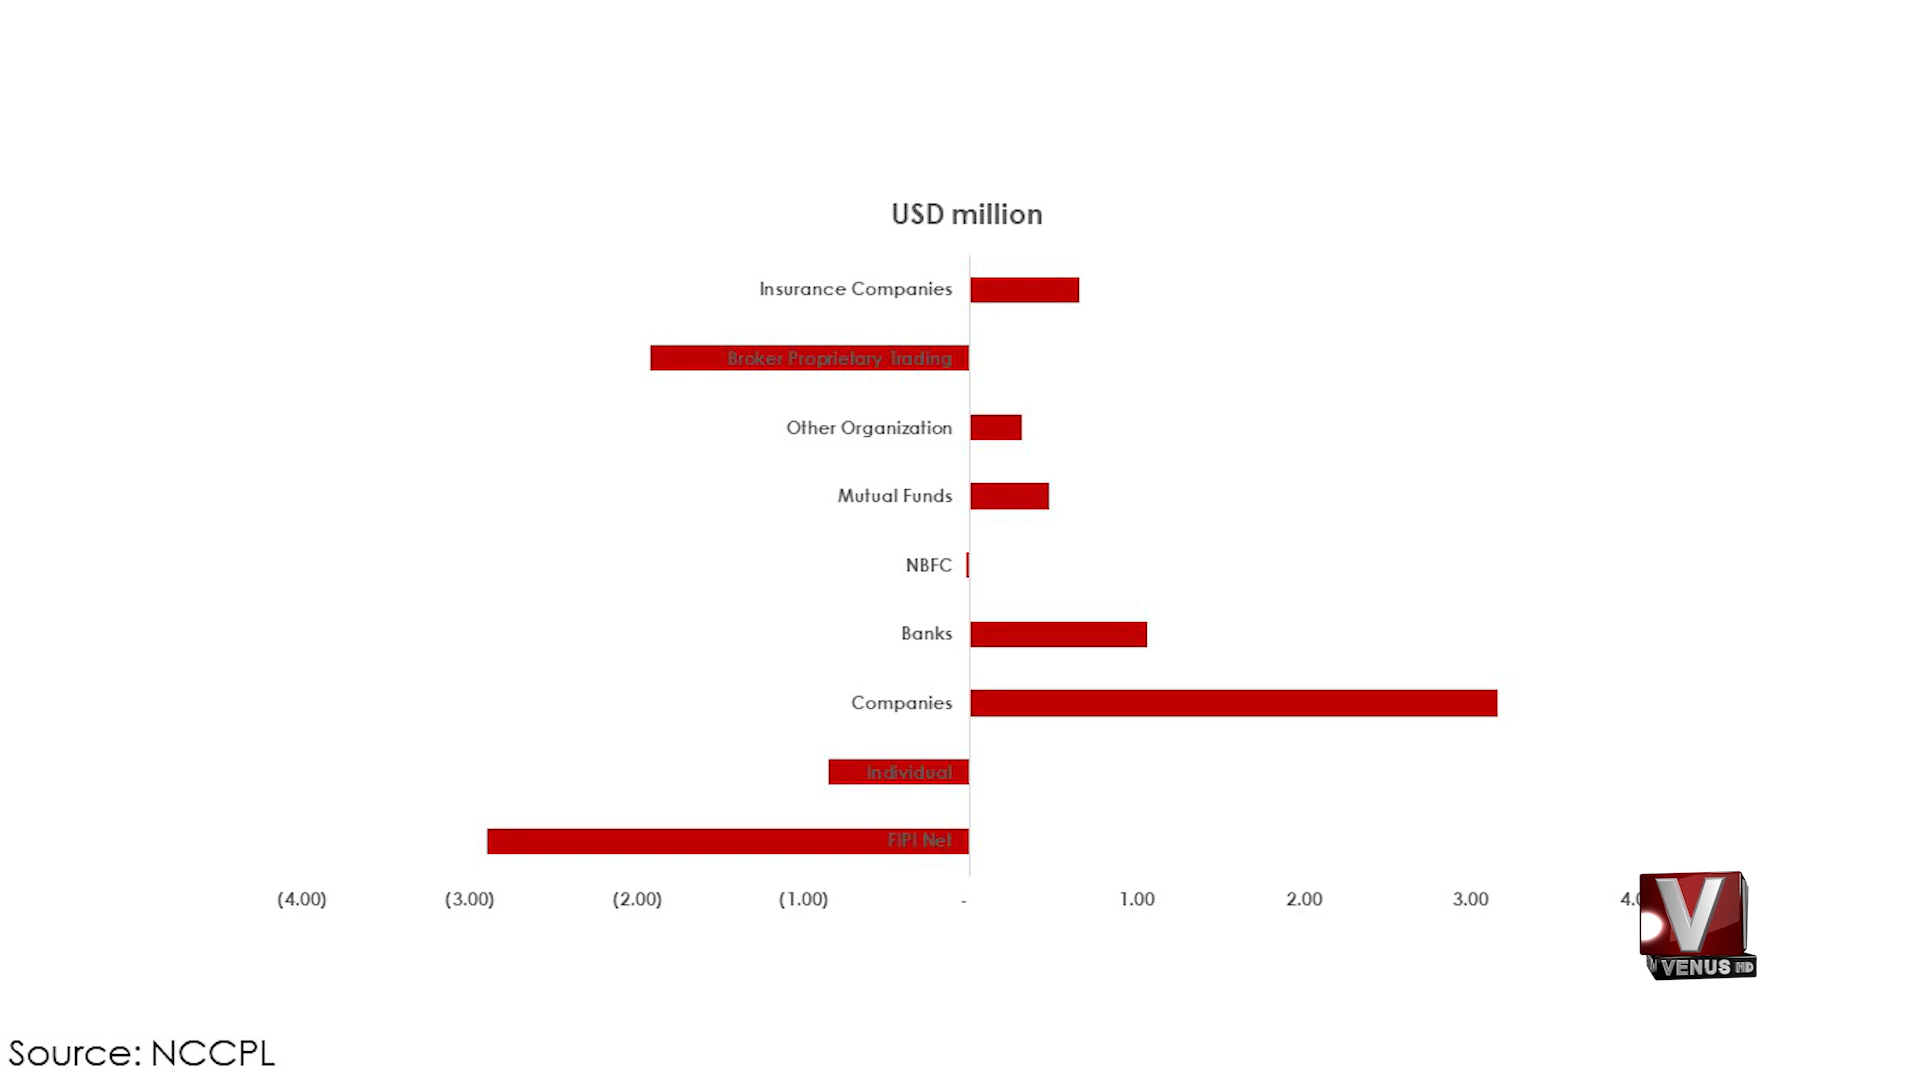 USD million
Insurance Companies
Broker Proprietary Trading
Other Organization
Mutual Funds
NBFC
Banks
Companies
Individual
FIPI Net
(4.00) (3.00) (2.00) (1.00) - 1.00 2.00 3.00
V
VENUS HD
Source: NCCPL